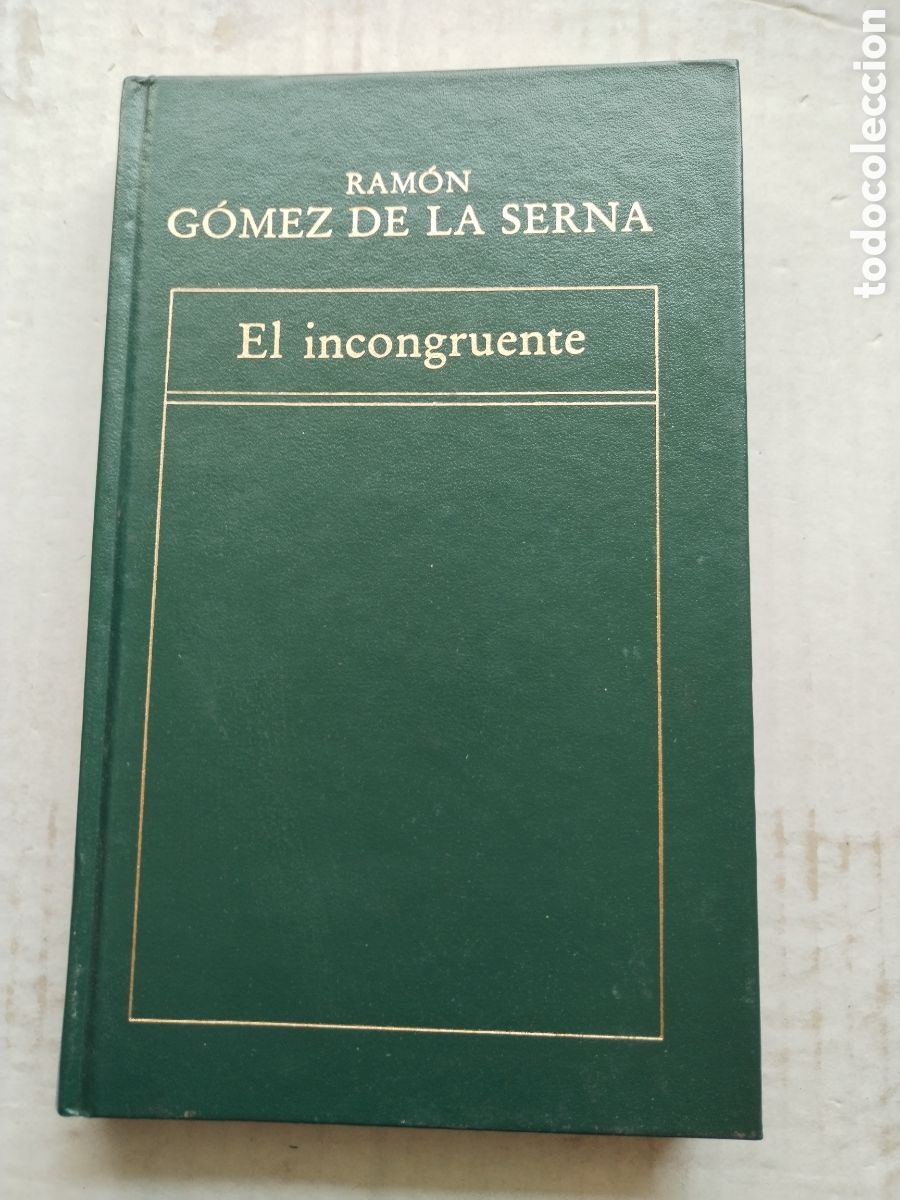 RAMÓN
GÓMEZ DE LA SERNA
El incongruente
todocoleccion